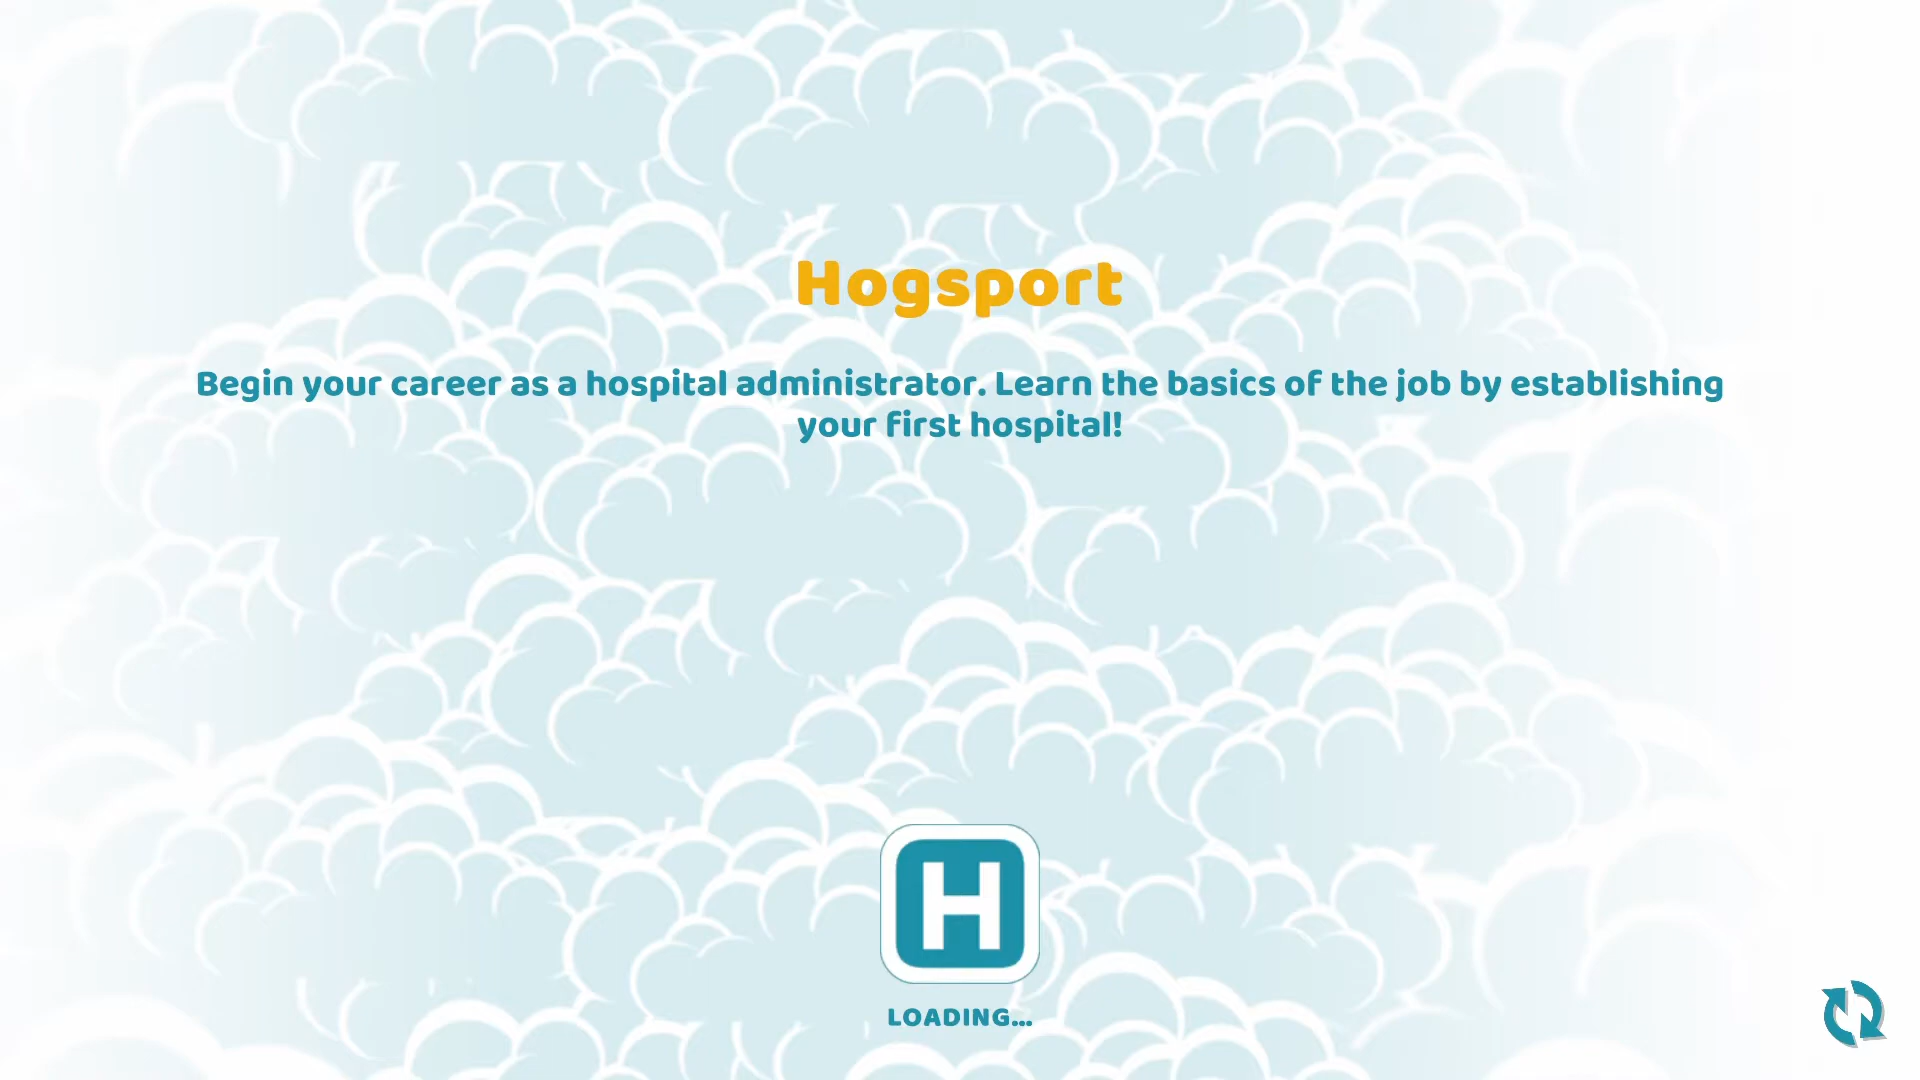 Hogsport
Begin your career as a hospital administrator. Learn the basics of the job by establishing
your first hospital!
H
LOADING...